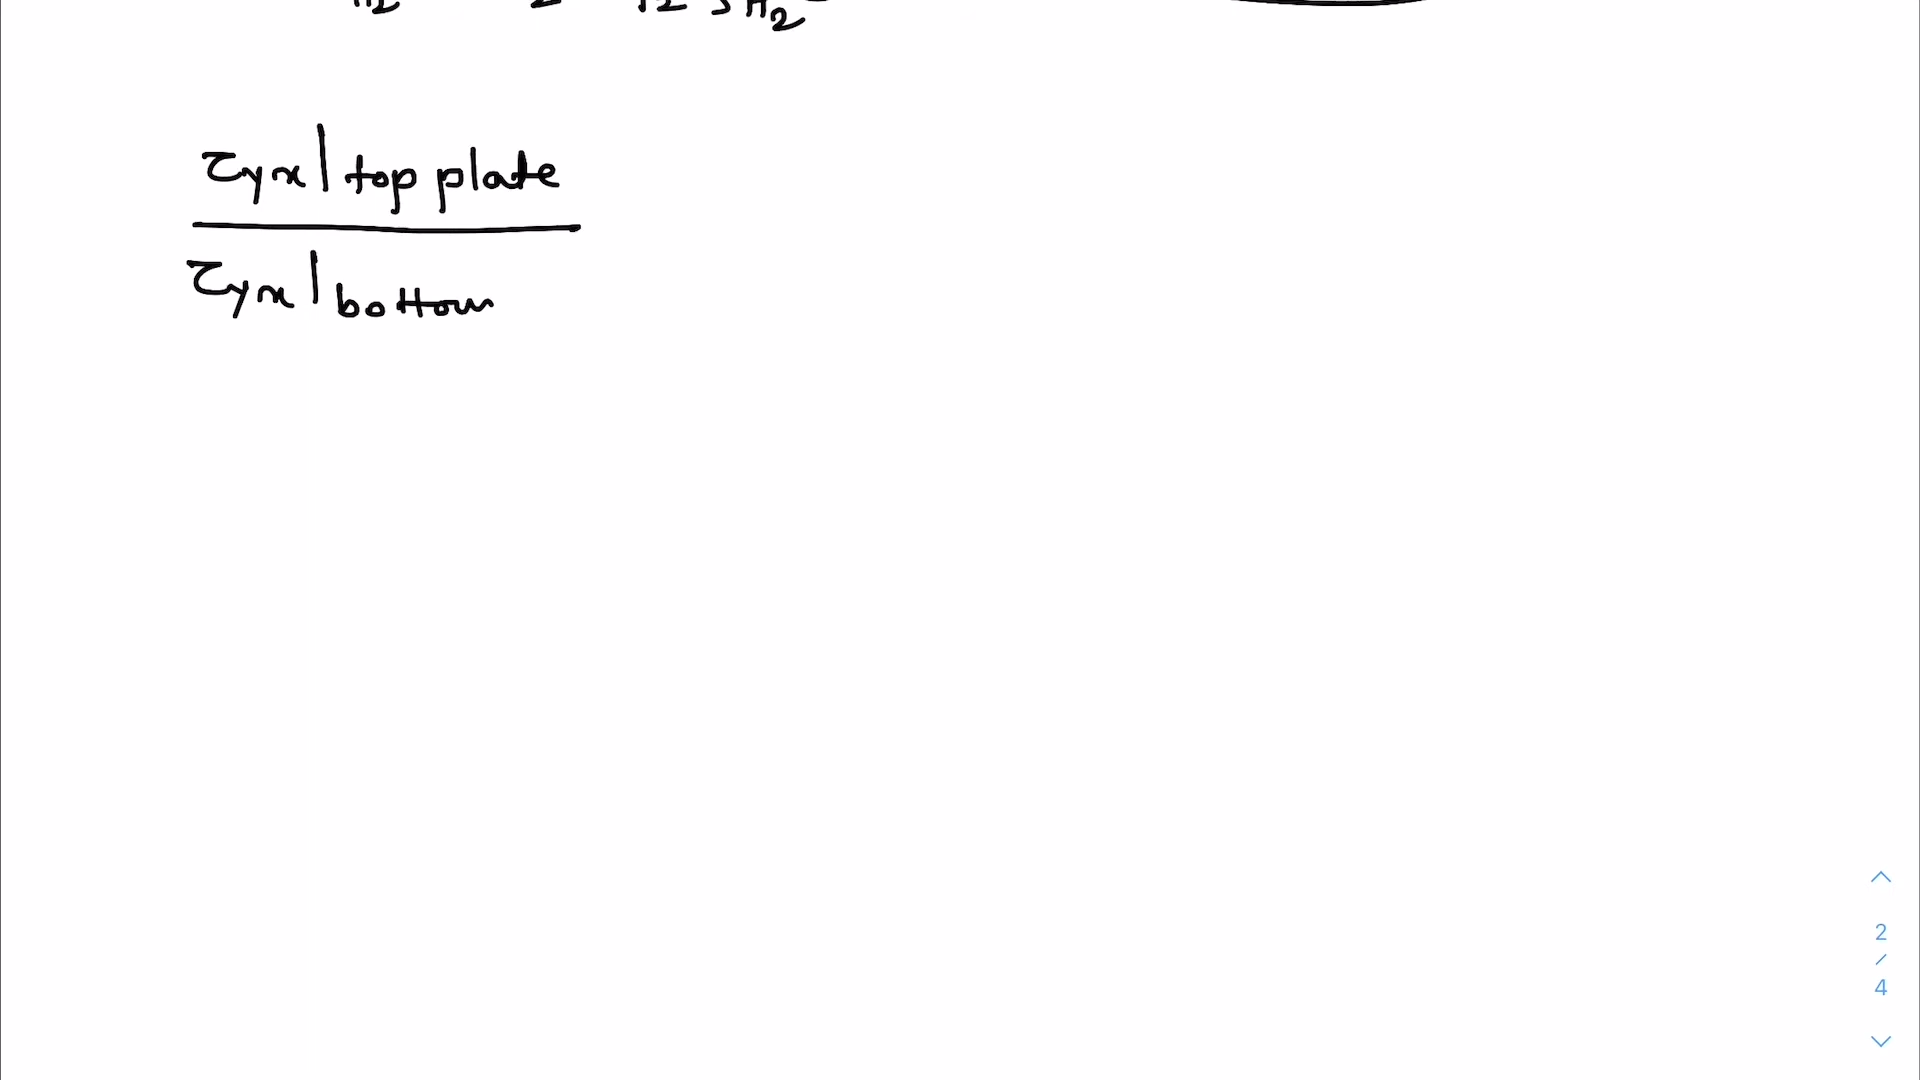 τyx | top plate
τyx | bottom
2
/
4